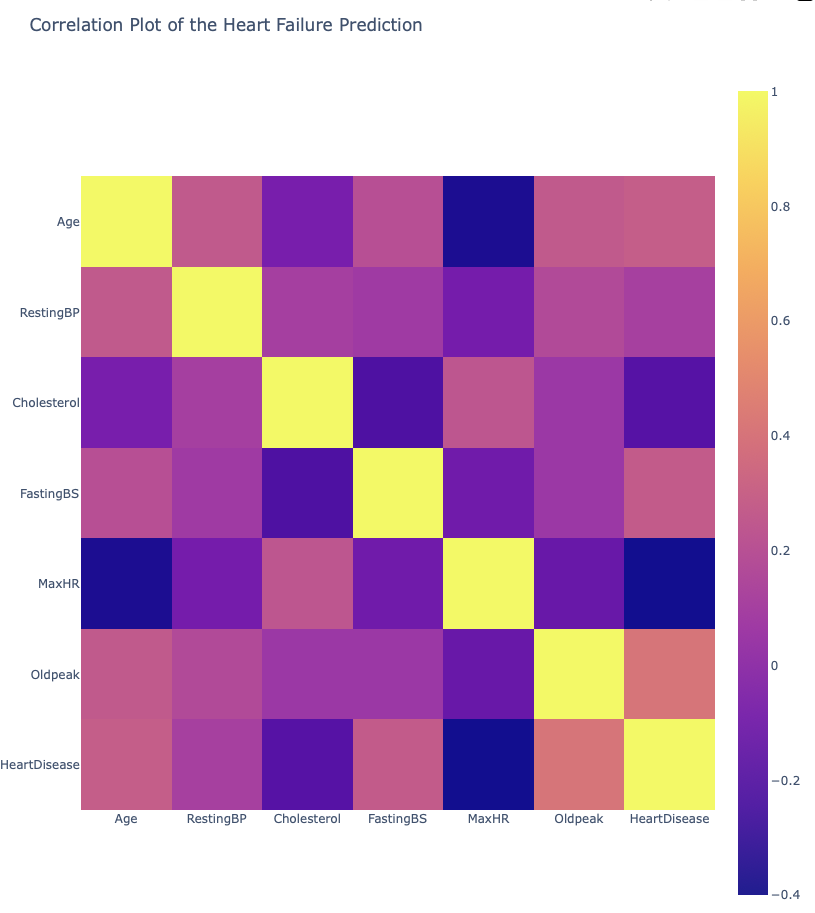 Correlation Plot of the Heart Failure Prediction
1
Age
0.8
RestingBP
0.6
Cholesterol
0.4
FastingBS
0.2
MaxHR
0
Oldpeak
HeartDisease
−0.2
Age RestingBP Cholesterol FastingBS MaxHR Oldpeak HeartDisease
−0.4